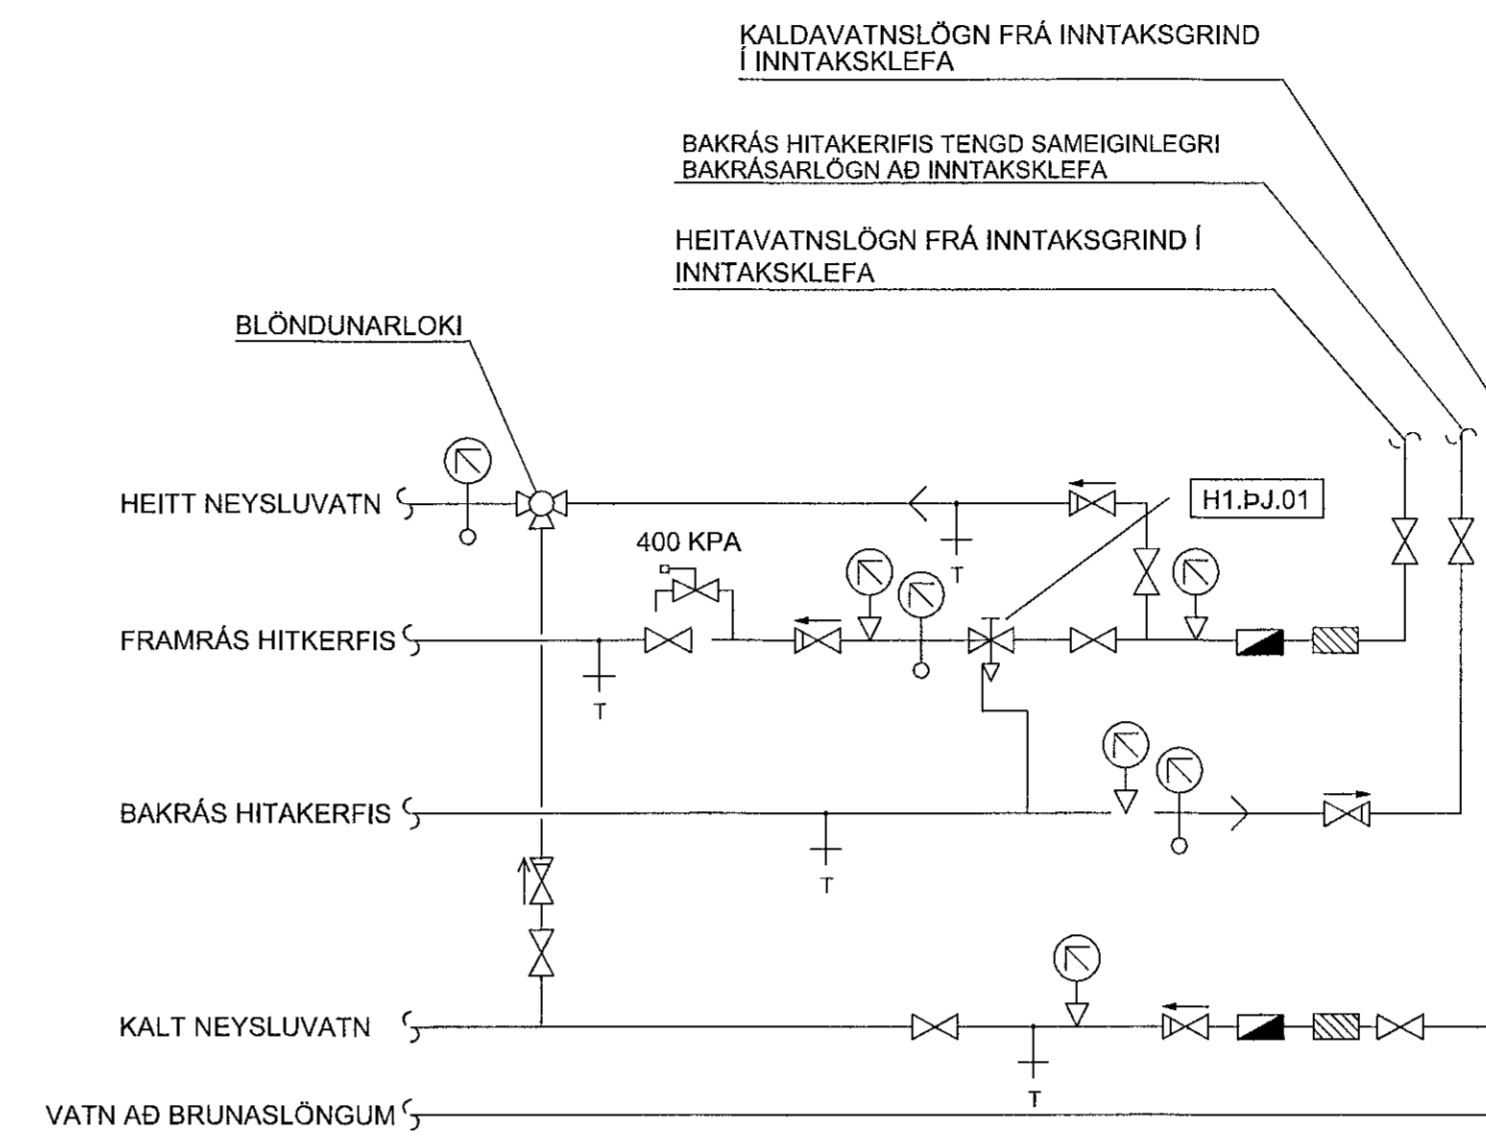 KALDAVATNSLÖGN FRÁ INNTAKSGRIND
Í INNTAKSKLEFA
BAKRÁS HITAKERIFIS TENGD SAMEIGINLEGRI
BAKRÁSARLÖGN AÐ INNTAKSKLEFA
HEITAVATNSLÖGN FRÁ INNTAKSGRIND Í
INNTAKSKLEFA
BLÖNDUNARLOKI
HEITT NEYSLUVATN
H1.ÞJ.01
400 KPA
T
FRAMRÁS HITKERFIS
T
BAKRÁS HITAKERFIS
T
KALT NEYSLUVATN
T
VATN AÐ BRUNASLÖNGUM